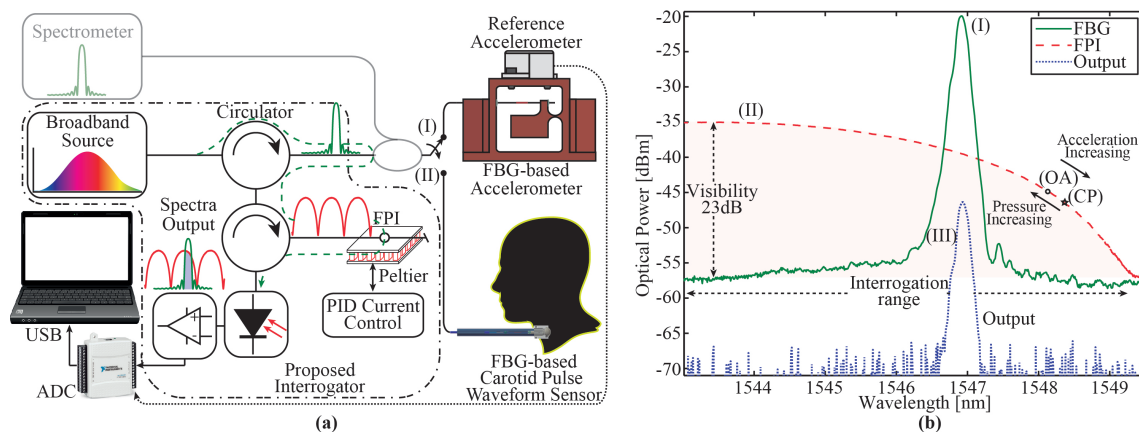 Spectrometer
Reference
Accelerometer
Broadband
Source
Circulator
(I)
(II)
FBG-based
Accelerometer
Spectra
Output
FPI
Peltier
PID Current
Control
USB
ADC
Proposed
Interrogator
FBG-based
Carotid Pulse
Waveform Sensor
(a)
-20
-25
-30
-35
-40
-45
-50
-55
-60
-65
-70
Optical Power [dBm]
(I)
FBG
FPI
Output
(II)
Visibility
23dB
Acceleration
Increasing
(OA)
(CP)
Pressure
Increasing
(III)
Interrogation
range
Output
1544
1545
1546
1547
1548
1549
Wavelength [nm]
(b)